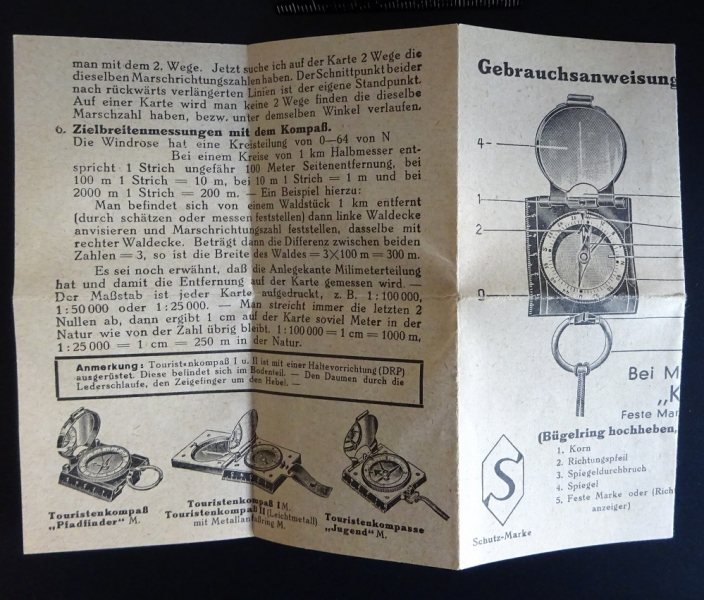 man mit dem 2. Wege. Jetzt suche ich auf der Karte 2 Wege die
dieselben Marschrichtungszahlen haben. Der Schnittpunkt beider
nach rückwärts verlängerten Linien ist der eigene Standpunkt.
Auf einer Karte wird man keine 2 Wege finden die dieselbe
Marschzahl haben, bezw. unter demselben Winkel verlaufen.
6. Zielbreitenmessungen mit dem Kompaß.
Die Windrose hat eine Kreisteilung von 0—64 von N
Bei einem Kreise von 1 km Halbmesser ent-
spricht 1 Strich ungefähr 100 Meter Seitenentfernung, bei
100 m 1 Strich = 10 m, bei 10 m 1 Strich = 1 m und bei
2000 m 1 Strich = 200 m. — Ein Beispiel hierzu:
Man befindet sich von einem Waldstück 1 km entfernt
(durch schätzen oder messen feststellen) dann linke Waldecke
anvisieren und Marschrichtungzahl feststellen, dasselbe mit
rechter Waldecke. Beträgt dann die Differenz zwischen beiden
Zahlen = 3, so ist die Breite des Waldes = 3×100 m = 300 m.
Es sei noch erwähnt, daß die Anlegekante Milimeterteilung
hat und damit die Entfernung auf der Karte gemessen wird. —
Der Maßstab ist jeder Karte aufgedruckt, z. B. 1:100 000,
1:50 000 oder 1:25 000. — Man streicht immer die letzten 2
Nullen ab, dann ergibt 1 cm auf der Karte soviel Meter in der
Natur wie von der Zahl übrig bleibt. 1:100 000 = 1 cm = 1000 m,
1:25 000 = 1 cm = 250 m in der Natur.
Anmerkung: Touristenkompaß I u. II ist mit einer Haltevorrichtung (DRP)
ausgerüstet. Diese befindet sich im Bodenteil. — Den Daumen durch die
Lederschlaufe, den Zeigefinger um den Hebel. —
Touristenkompaß
„Pfadfinder" M.
Touristenkompaß I M.
Touristenkompaß II (Leichtmetall)
mit Metallanfaßring M.
Touristenkompasse
„Jugend" M.
Gebrauchsanweisung
4
1
2
Bei M
„K
Feste Mar
(Bügelring hochheben,
1. Korn
2. Richtungspfeil
3. Spiegeldurchbruch
4. Spiegel
5. Feste Marke oder (Rich
anzeiger)
S
Schutz-Marke